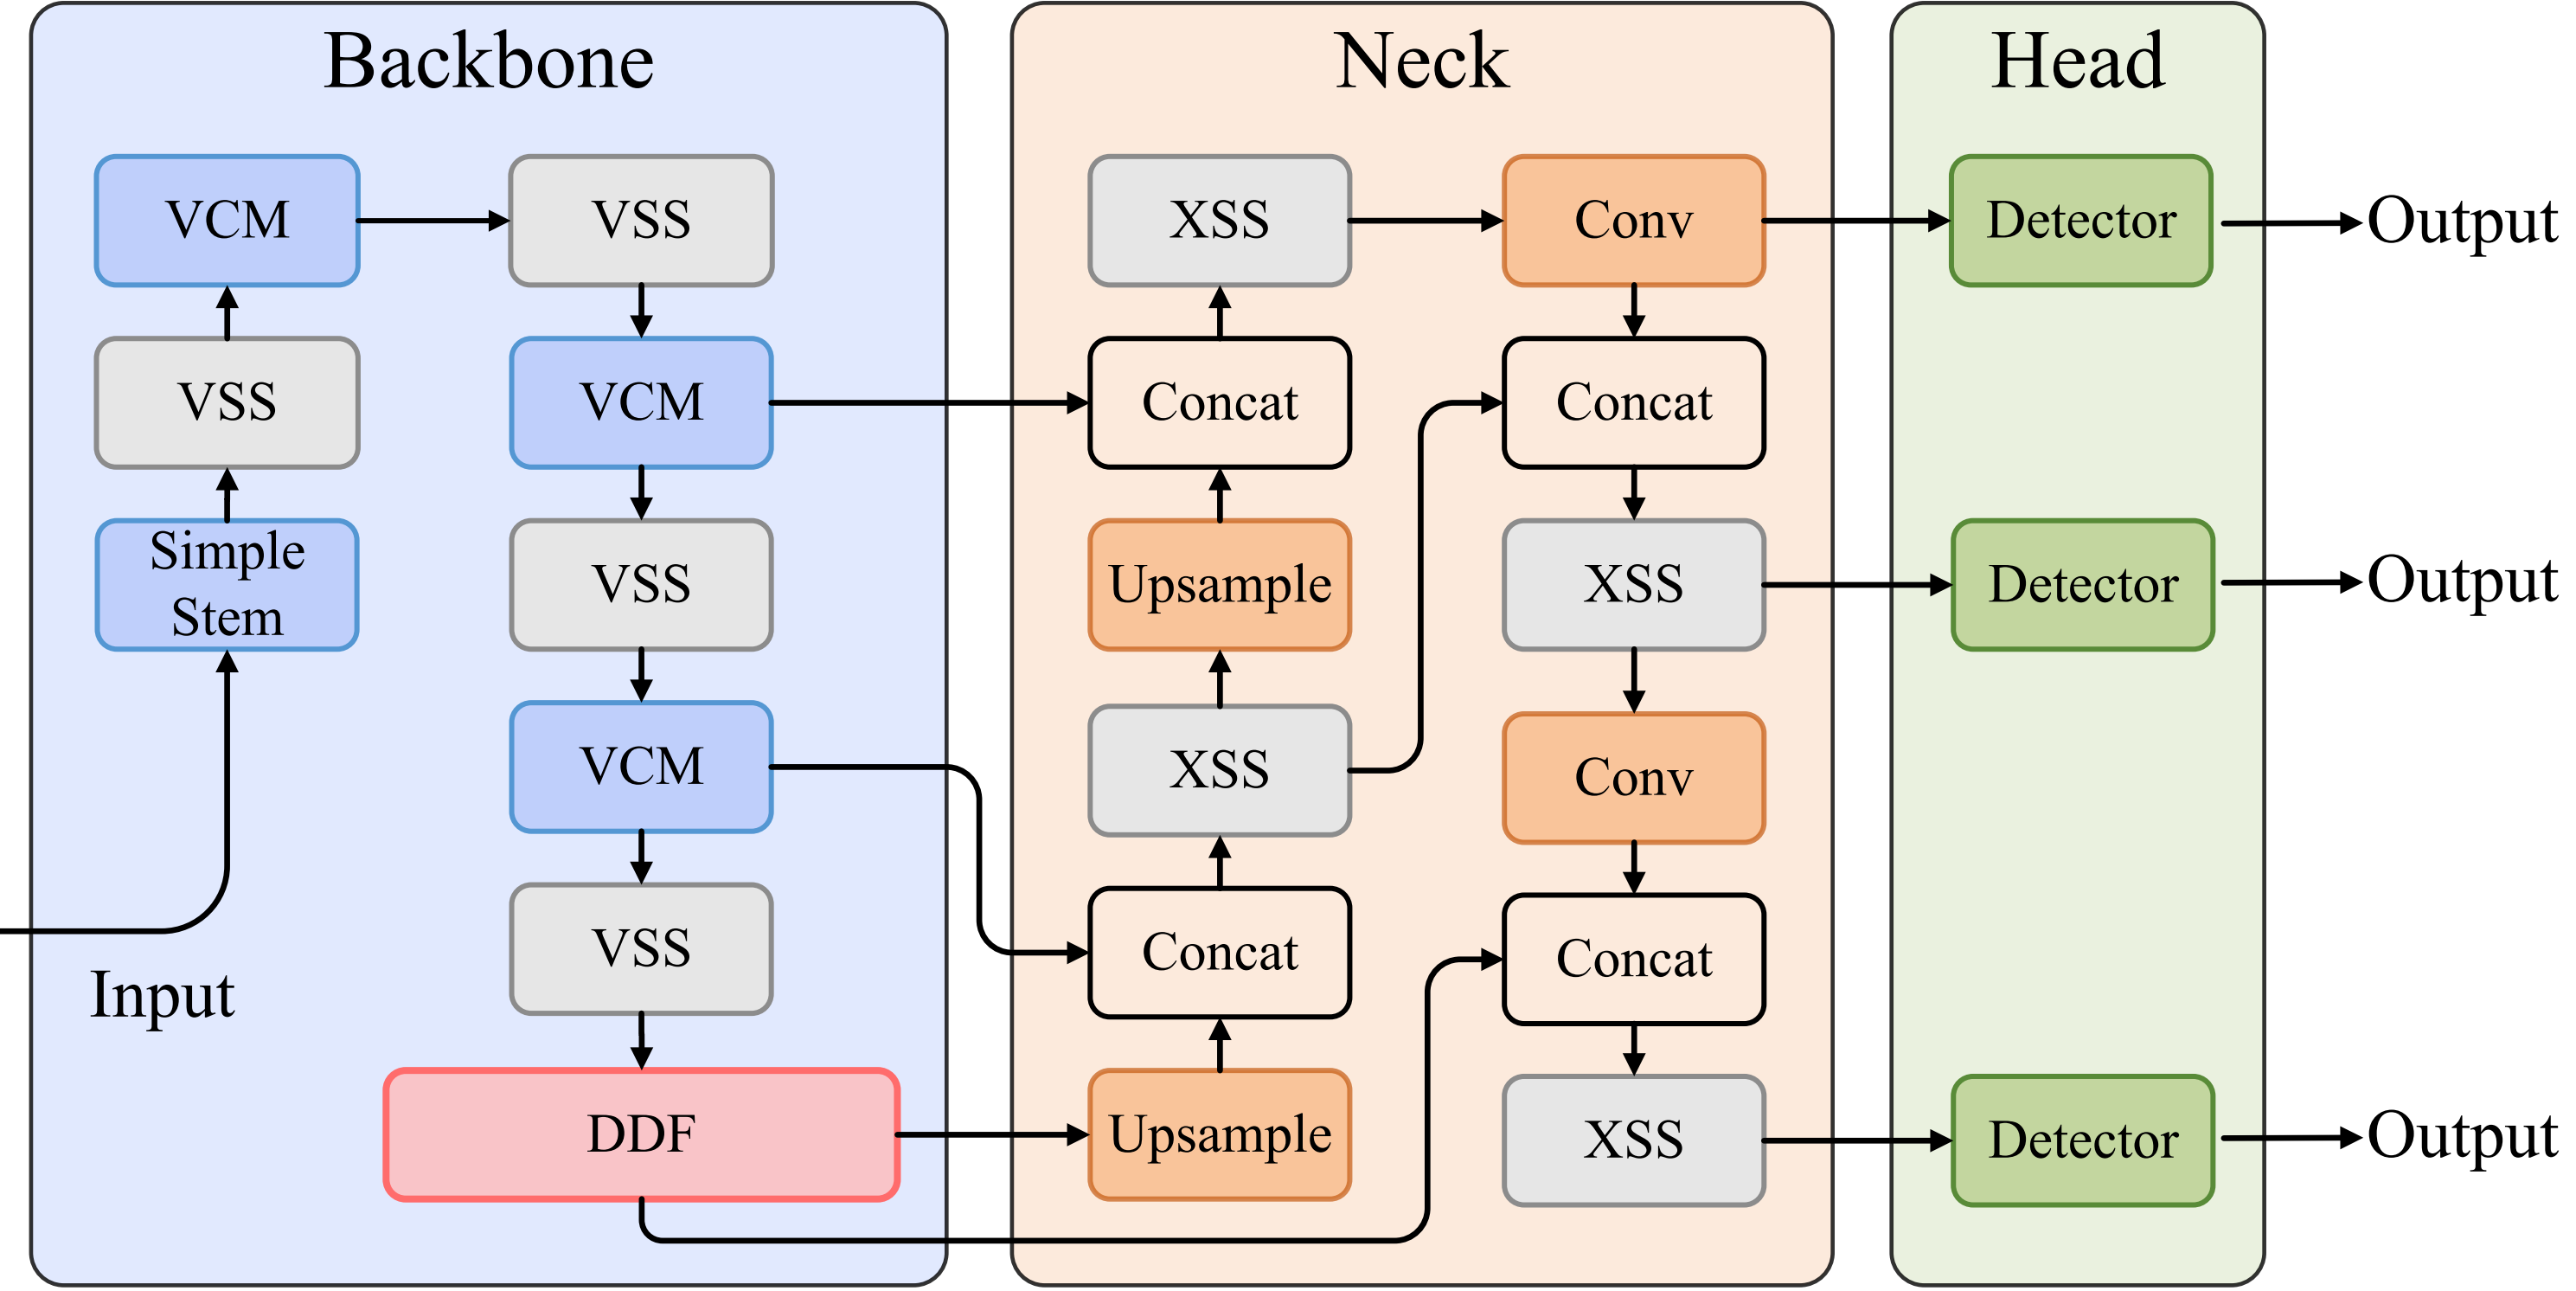 Backbone
VCM
VSS
VSS
VCM
Simple
Stem
VSS
VCM
VSS
Input
DDF
Neck
XSS
Conv
Concat
Concat
Upsample
XSS
XSS
Conv
Concat
Concat
Upsample
XSS
Head
Detector
Output
Detector
Output
Detector
Output